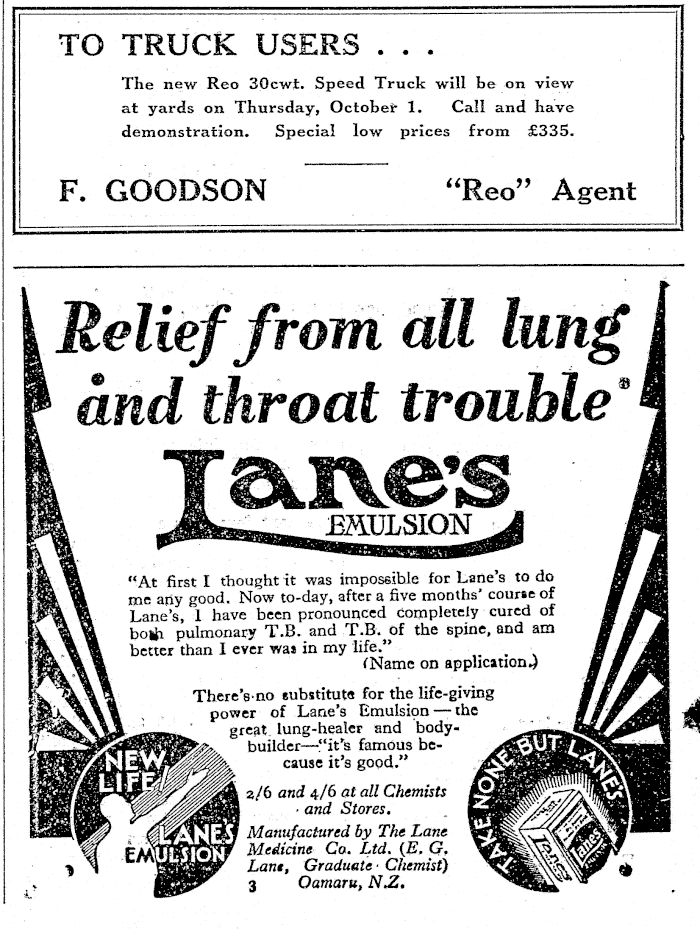 TO TRUCK USERS . . .
The new Reo 30cwt. Speed Truck will be on view
at yards on Thursday, October 1. Call and have
demonstration. Special low prices from £335.
F. GOODSON "Reo" Agent
Relief from all lung
and throat trouble
Lane's
EMULSION
"At first I thought it was impossible for Lane's to do
me any good. Now to-day, after a five months' course of
Lane's, I have been pronounced completely cured of
both pulmonary T.B. and T.B. of the spine, and am
better than I ever was in my life."
(Name on application.)
There's no substitute for the life-giving
power of Lane's Emulsion — the
great lung-healer and body-
builder—"it's famous be-
cause it's good."
2/6 and 4/6 at all Chemists
and Stores.
Manufactured by The Lane
Medicine Co. Ltd. (E. G.
Lane, Graduate Chemist)
3 Oamaru, N.Z.
NEW
LIFE!
LANE'S
EMULSION
TAKE NONE BUT LANE'S
Lanes